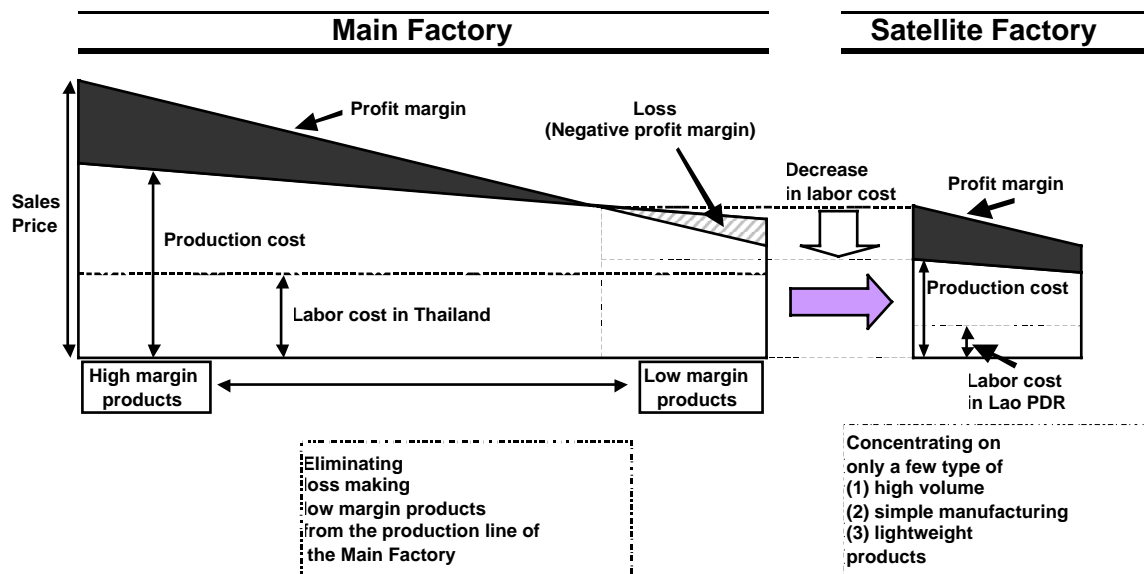 Main Factory
Satellite Factory
Profit margin
Loss
(Negative profit margin)
Decrease
in labor cost
Profit margin
Sales
Price
Production cost
Production cost
Labor cost in Thailand
High margin
products
Low margin
products
Labor cost
in Lao PDR
Eliminating
loss making
low margin products
from the production line of
the Main Factory
Concentrating on
only a few type of
(1) high volume
(2) simple manufacturing
(3) lightweight
products